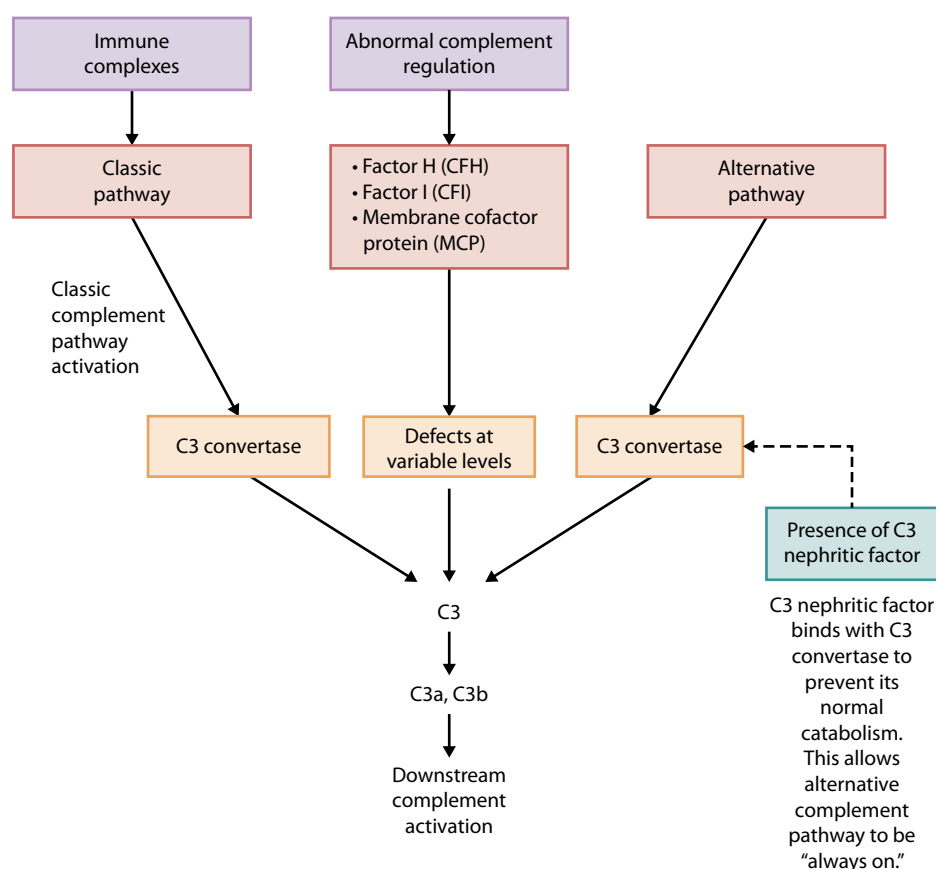 Immune
complexes
Abnormal complement
regulation
Classic
pathway
• Factor H (CFH)
• Factor I (CFI)
• Membrane cofactor
protein (MCP)
Alternative
pathway
Classic
complement
pathway
activation
C3 convertase
Defects at
variable levels
C3 convertase
Presence of C3
nephritic factor
C3 nephritic factor
binds with C3
convertase to
prevent its
normal
catabolism.
This allows
alternative
complement
pathway to be
“always on.”
C3
C3a, C3b
Downstream
complement
activation